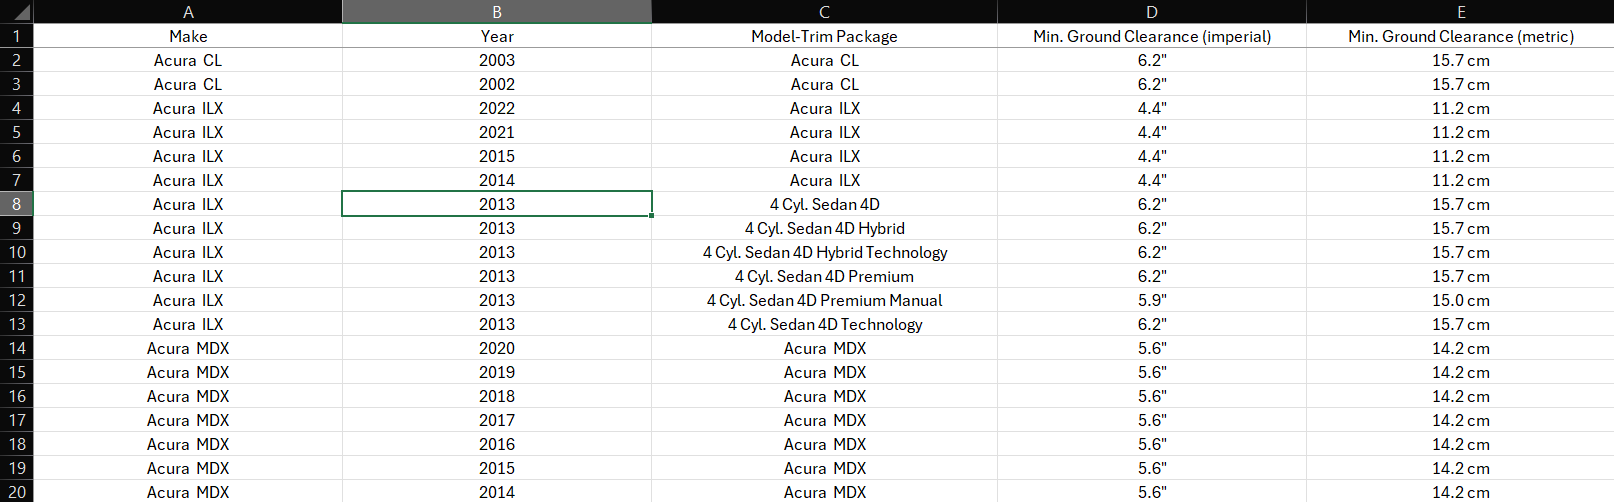 A B C D E
1 Make Year Model-Trim Package Min. Ground Clearance (imperial) Min. Ground Clearance (metric)
2 Acura CL 2003 Acura CL 6.2" 15.7 cm
3 Acura CL 2002 Acura CL 6.2" 15.7 cm
4 Acura ILX 2022 Acura ILX 4.4" 11.2 cm
5 Acura ILX 2021 Acura ILX 4.4" 11.2 cm
6 Acura ILX 2015 Acura ILX 4.4" 11.2 cm
7 Acura ILX 2014 Acura ILX 4.4" 11.2 cm
8 Acura ILX 2013 4 Cyl. Sedan 4D 6.2" 15.7 cm
9 Acura ILX 2013 4 Cyl. Sedan 4D Hybrid 6.2" 15.7 cm
10 Acura ILX 2013 4 Cyl. Sedan 4D Hybrid Technology 6.2" 15.7 cm
11 Acura ILX 2013 4 Cyl. Sedan 4D Premium 6.2" 15.7 cm
12 Acura ILX 2013 4 Cyl. Sedan 4D Premium Manual 5.9" 15.0 cm
13 Acura ILX 2013 4 Cyl. Sedan 4D Technology 6.2" 15.7 cm
14 Acura MDX 2020 Acura MDX 5.6" 14.2 cm
15 Acura MDX 2019 Acura MDX 5.6" 14.2 cm
16 Acura MDX 2018 Acura MDX 5.6" 14.2 cm
17 Acura MDX 2017 Acura MDX 5.6" 14.2 cm
18 Acura MDX 2016 Acura MDX 5.6" 14.2 cm
19 Acura MDX 2015 Acura MDX 5.6" 14.2 cm
20 Acura MDX 2014 Acura MDX 5.6" 14.2 cm